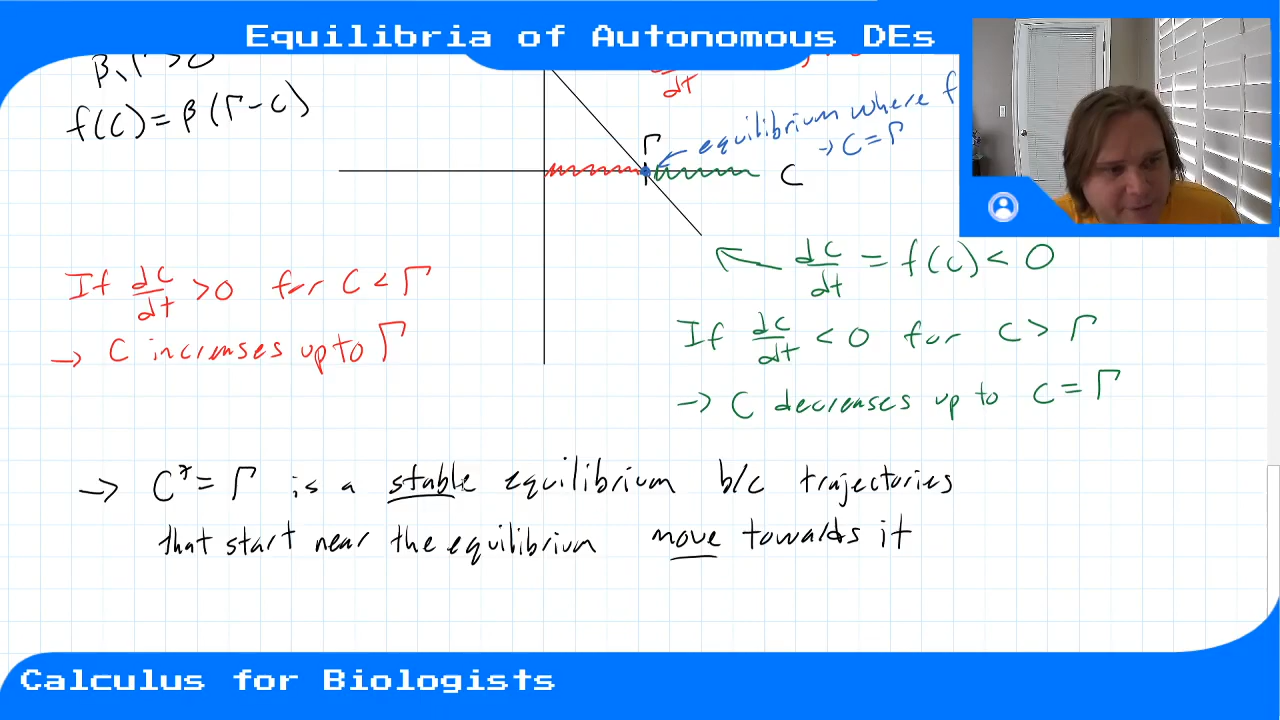 Equilibria of Autonomous DEs
β, Γ > 0
f(C) = β (Γ - C)
dt
equilibrium where f
→ C = Γ
Γ
C
If dC/dt > 0 for C < Γ
→ C increases up to Γ
dC/dt = f(C) < 0
If dC/dt < 0 for C > Γ
→ C decreases up to C = Γ
→ C* = Γ is a stable equilibrium b/c trajectories
that start near the equilibrium move towards it
Calculus for Biologists